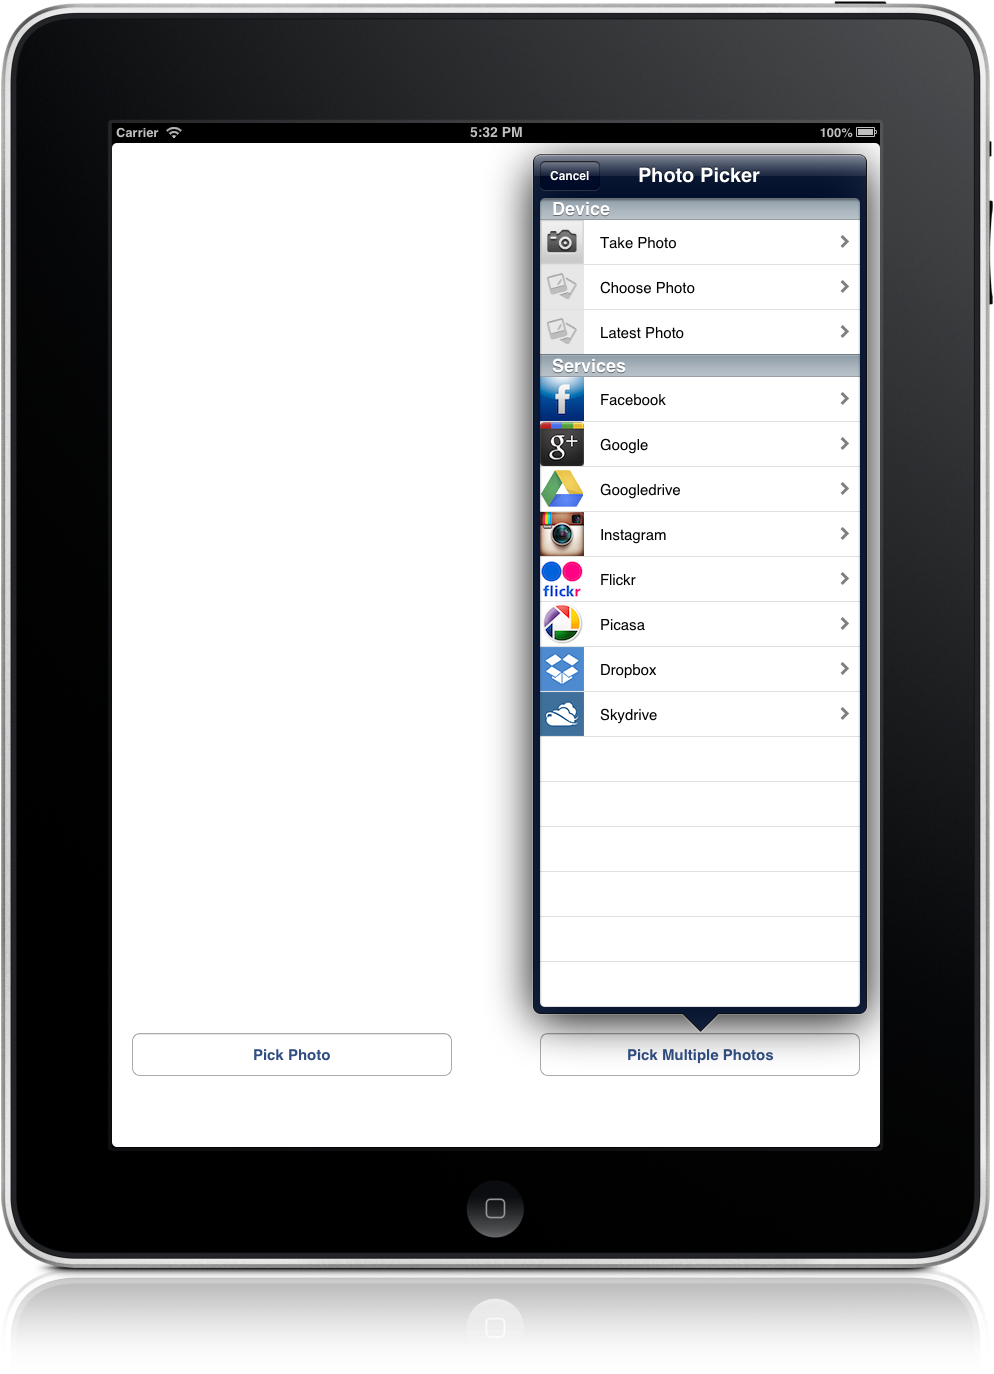 Carrier 5:32 PM 100%
Cancel Photo Picker
Device
Take Photo
Choose Photo
Latest Photo
Services
f Facebook
g+ Google
Googledrive
Instagram
flickr Flickr
Picasa
Dropbox
Skydrive
Pick Photo Pick Multiple Photos